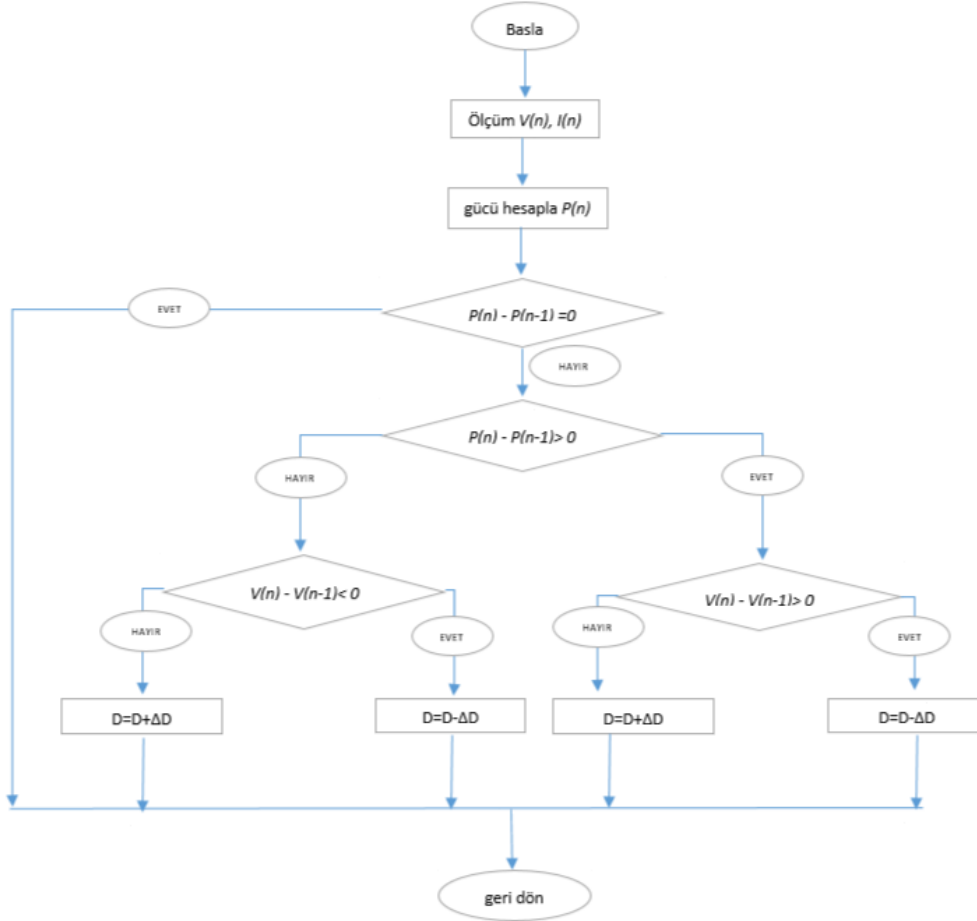 Basla
Ölçüm V(n), I(n)
gücü hesapla P(n)
EVET
P(n) - P(n-1) =0
HAYIR
P(n) - P(n-1)> 0
HAYIR
EVET
V(n) - V(n-1)< 0
V(n) - V(n-1)> 0
HAYIR
EVET
HAYIR
EVET
D=D+ΔD
D=D-ΔD
D=D+ΔD
D=D-ΔD
geri dön